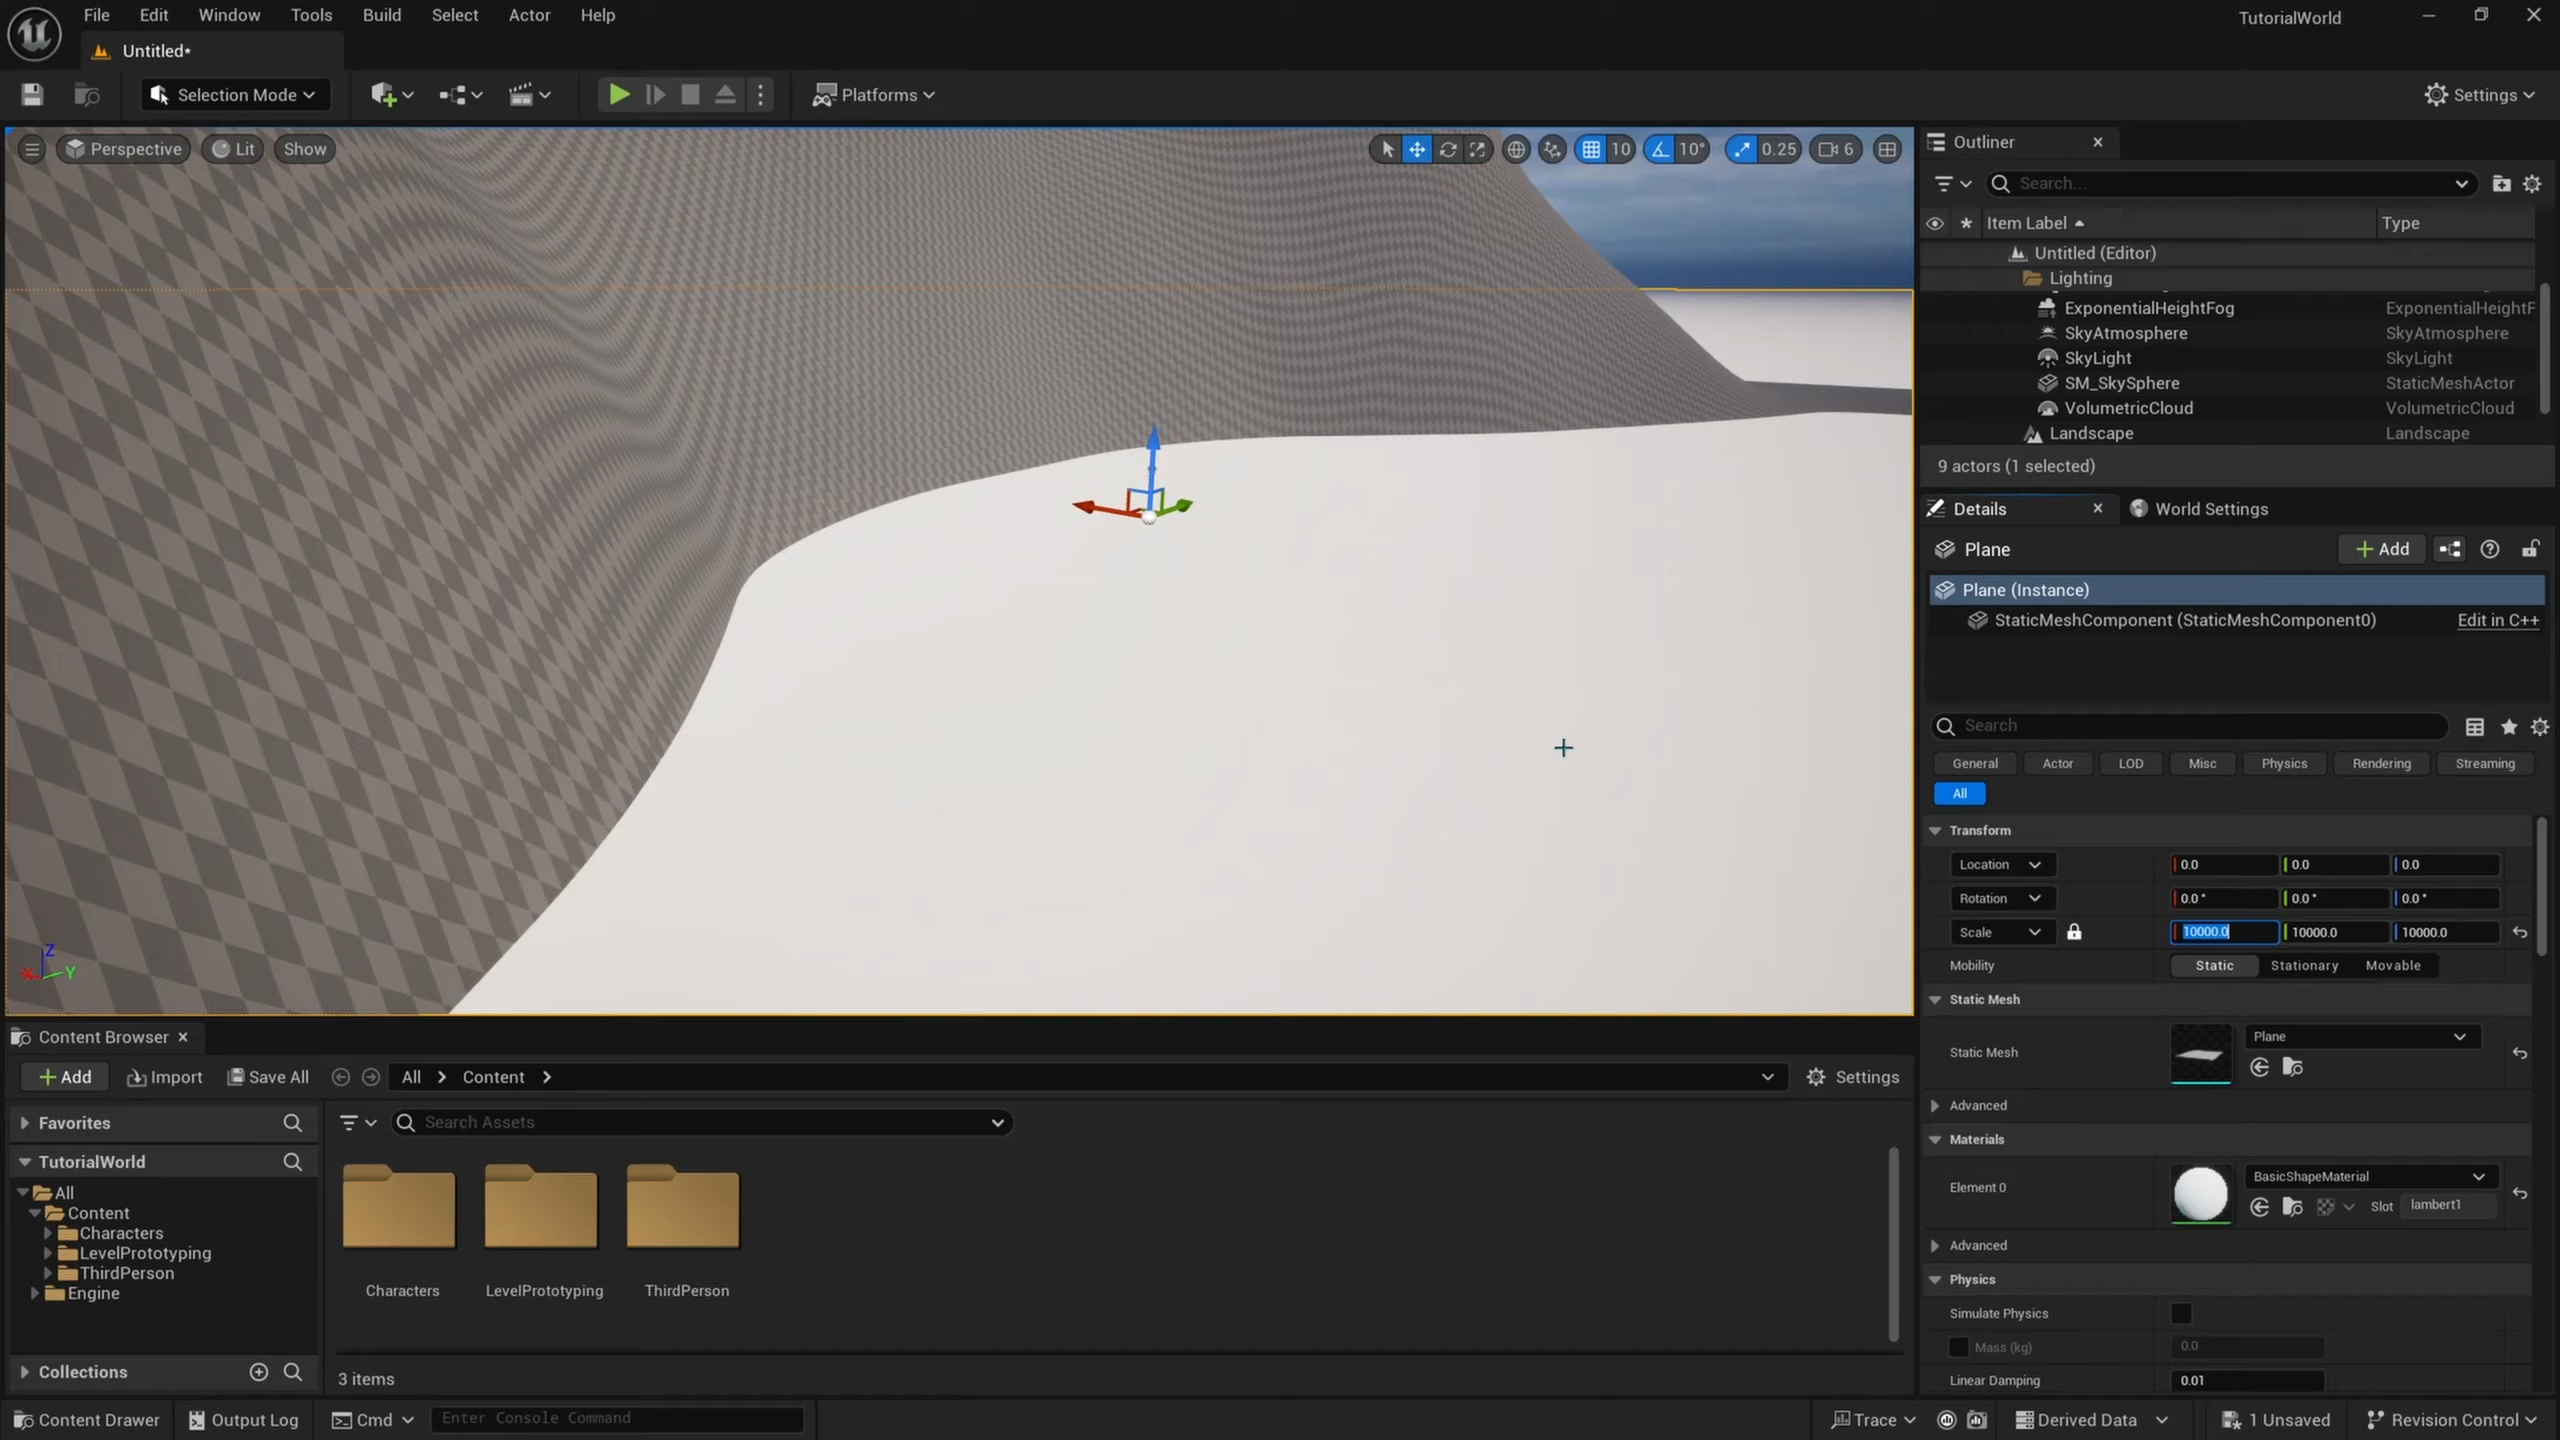 File Edit Window Tools Build Select Actor Help
TutorialWorld
Untitled*
Selection Mode
Platforms
Settings
Perspective Lit Show
10 10° 0.25 6
Outliner
Search...
Item Label Type
Untitled (Editor)
Lighting
ExponentialHeightFog ExponentialHeightF
SkyAtmosphere SkyAtmosphere
SkyLight SkyLight
SM_SkySphere StaticMeshActor
VolumetricCloud VolumetricCloud
Landscape Landscape
9 actors (1 selected)
Details World Settings
Plane + Add
Plane (Instance)
StaticMeshComponent (StaticMeshComponent0) Edit in C++
Search
General Actor LOD Misc Physics Rendering Streaming
All
Transform
Location 0.0 0.0 0.0
Rotation 0.0 ° 0.0 ° 0.0 °
Scale 10000.0 10000.0 10000.0
Mobility Static Stationary Movable
Static Mesh
Static Mesh Plane
Advanced
Materials
Element 0 BasicShapeMaterial
Slot lambert1
Advanced
Physics
Simulate Physics
Mass (kg) 0.0
Linear Damping 0.01
Z
X Y
Content Browser
+ Add Import Save All All > Content > Settings
Favorites
Search Assets
TutorialWorld
All
Content
Characters
LevelPrototyping
ThirdPerson
Engine
Characters LevelPrototyping ThirdPerson
Collections
3 items
Content Drawer Output Log Cmd Enter Console Command
Trace Derived Data 1 Unsaved Revision Control